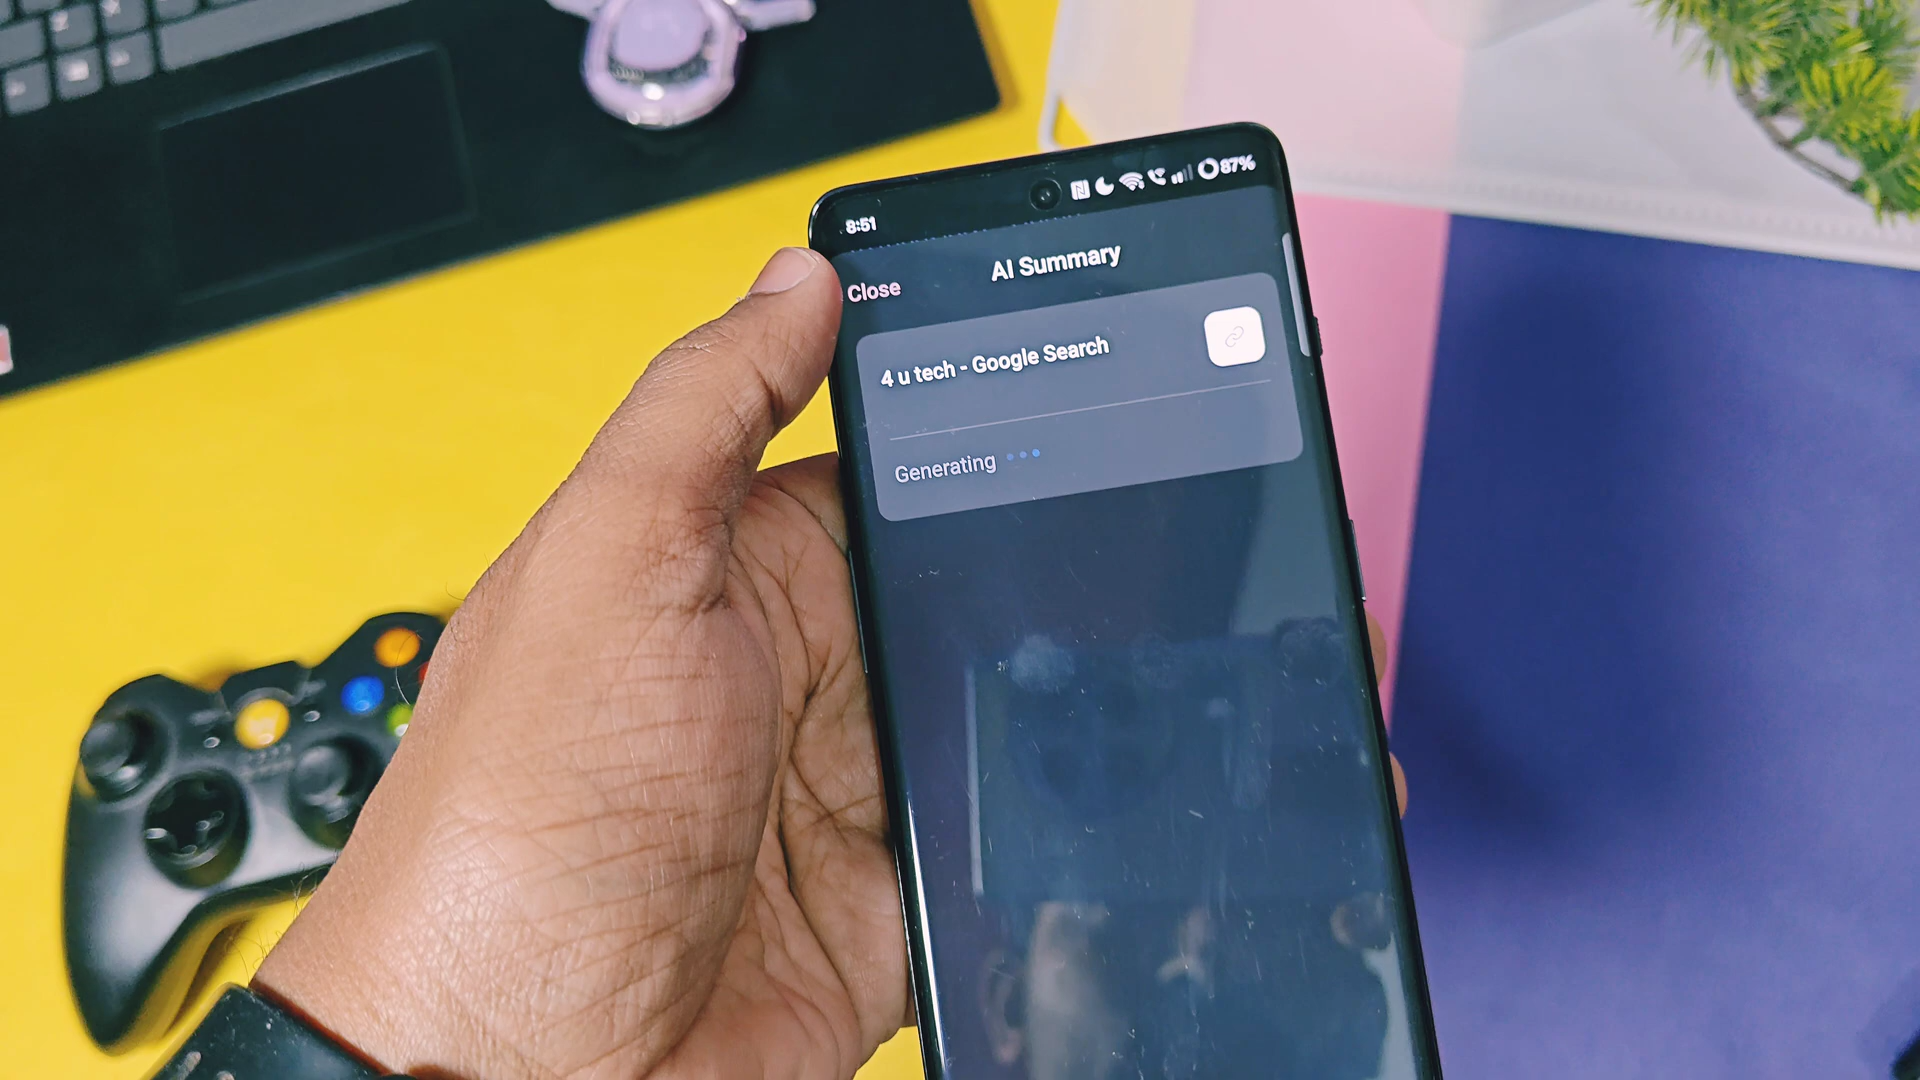 8:51
87%
AI Summary
Close
4 u tech - Google Search
Generating